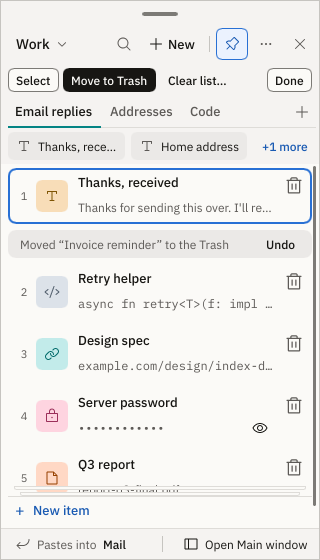 Work
New
Select
Move to Trash
Clear list...
Done
Email replies
Addresses
Code
Thanks, rece...
Home address
+1 more
1
Thanks, received
Thanks for sending this over. I'll re...
Moved “Invoice reminder” to the Trash
Undo
2
Retry helper
</>
async fn retry<T>(f: impl …
3
Design spec
example.com/design/index-d…
4
Server password
••••••••••••
5
Q3 report
+ New item
Pastes into Mail
Open Main window